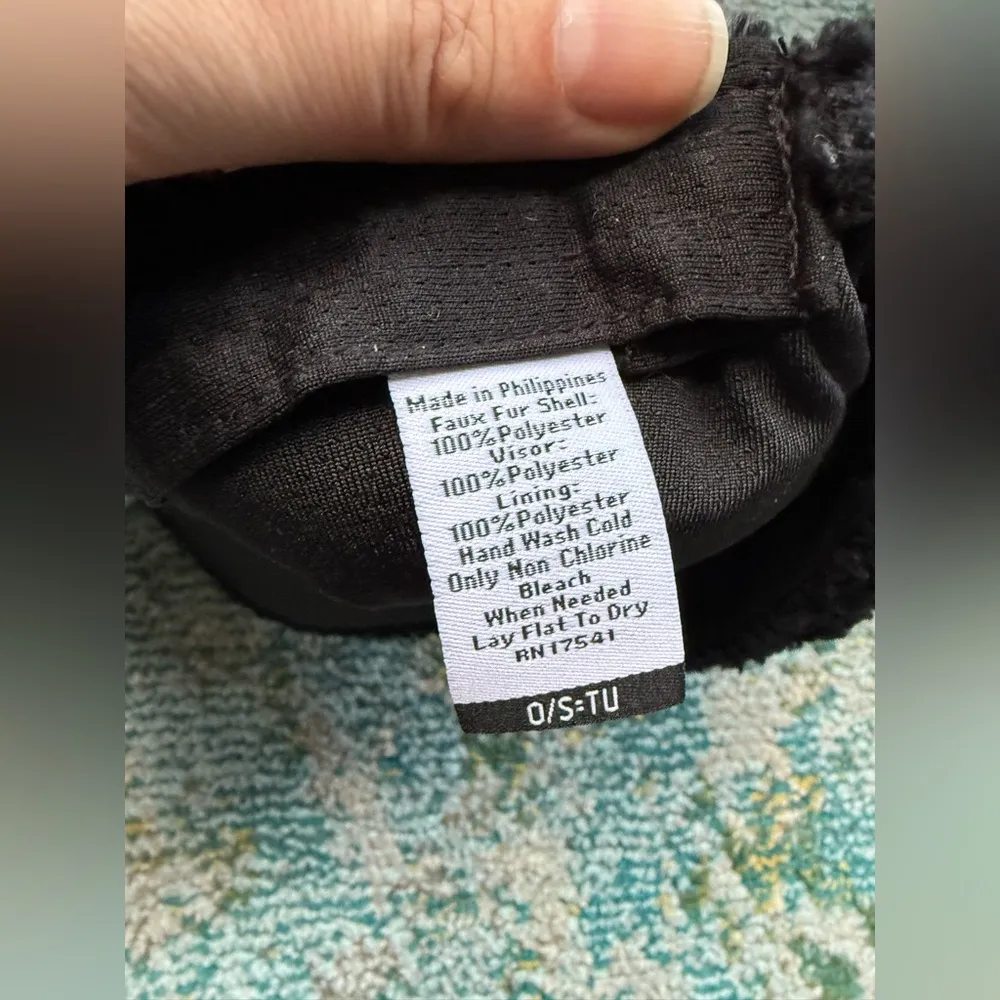 Made in Philippines
Faux Fur Shell:
100%Polyester
Visor:
100%Polyester
Lining:
100%Polyester
Hand Wash Cold
Only Non Chlorine
Bleach
When Needed
Lay Flat To Dry
RN17541
O/S=TU